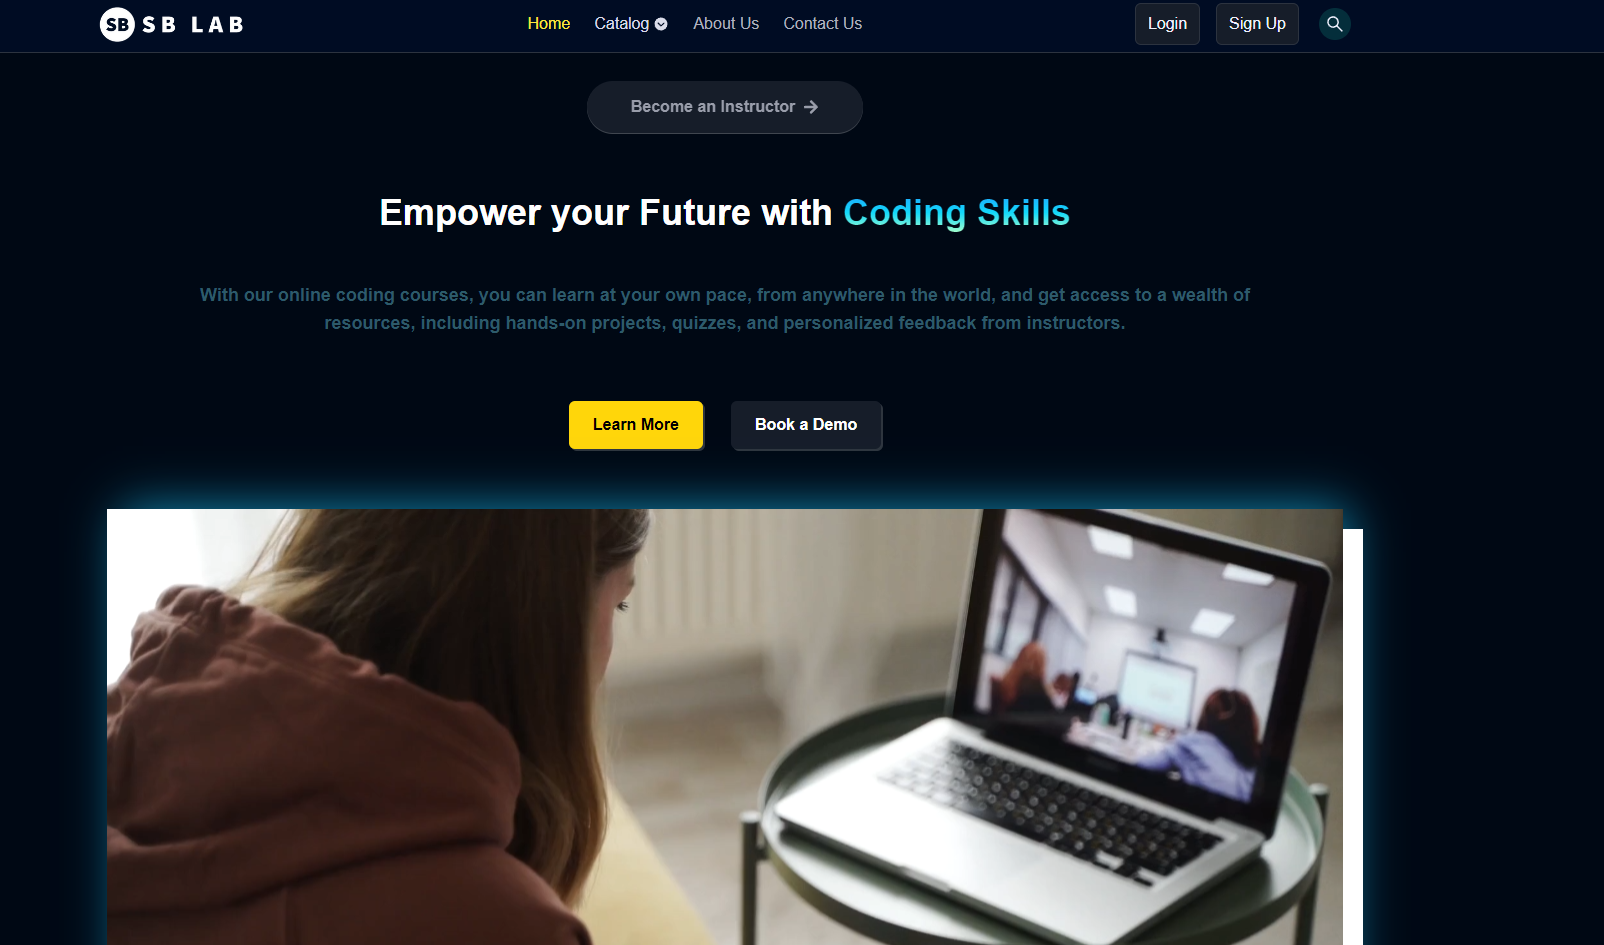 SB SB LAB
Home Catalog About Us Contact Us
Login Sign Up
Become an Instructor
Empower your Future with Coding Skills
With our online coding courses, you can learn at your own pace, from anywhere in the world, and get access to a wealth of
resources, including hands-on projects, quizzes, and personalized feedback from instructors.
Learn More Book a Demo